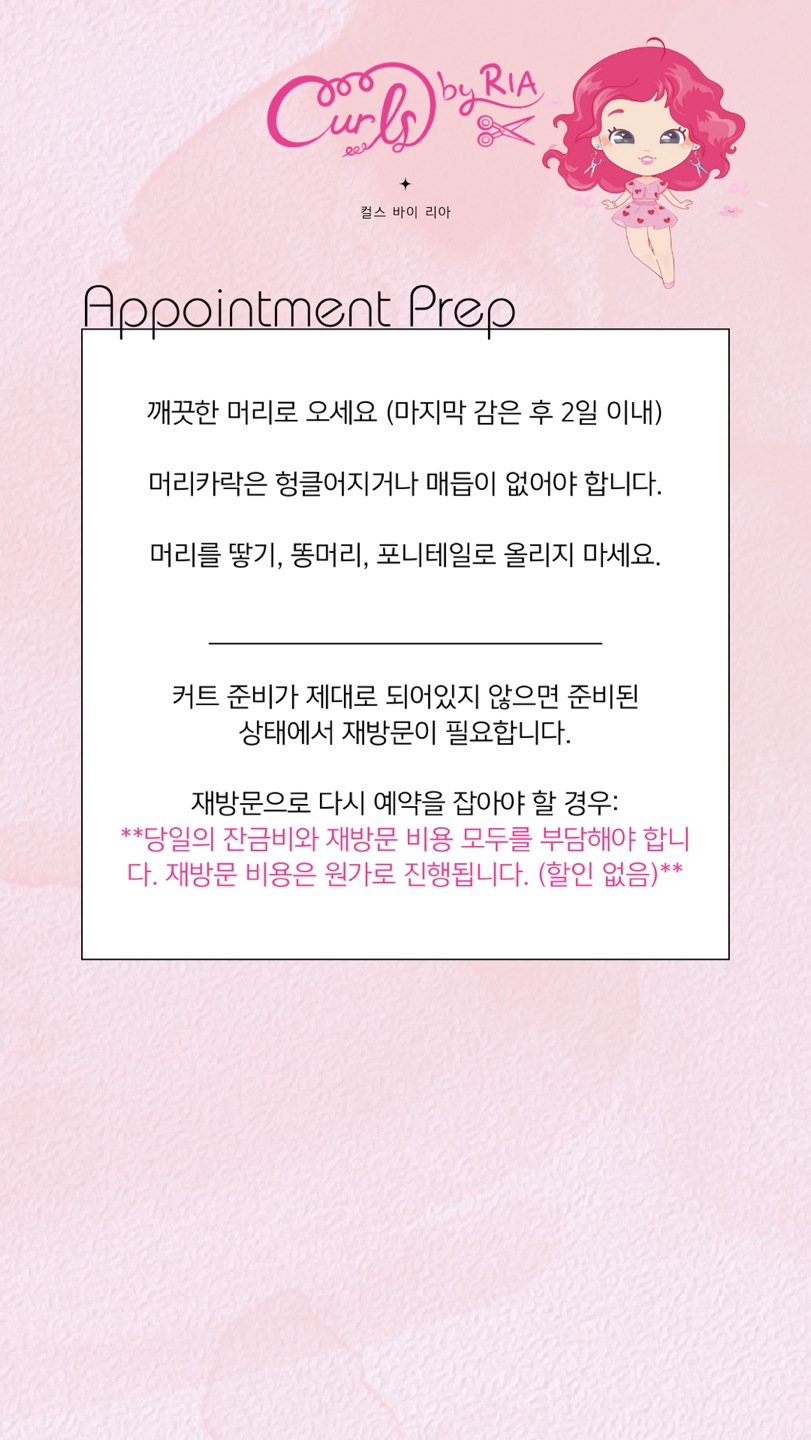 Curls by RIA
컬스 바이 리아
Appointment Prep
깨끗한 머리로 오세요 (마지막 감은 후 2일 이내)
머리카락은 헝클어지거나 매듭이 없어야 합니다.
머리를 땋기, 똥머리, 포니테일로 올리지 마세요.
커트 준비가 제대로 되어있지 않으면 준비된
상태에서 재방문이 필요합니다.
재방문으로 다시 예약을 잡아야 할 경우:
**당일의 잔금비와 재방문 비용 모두를 부담해야 합니
다. 재방문 비용은 원가로 진행됩니다. (할인 없음)**